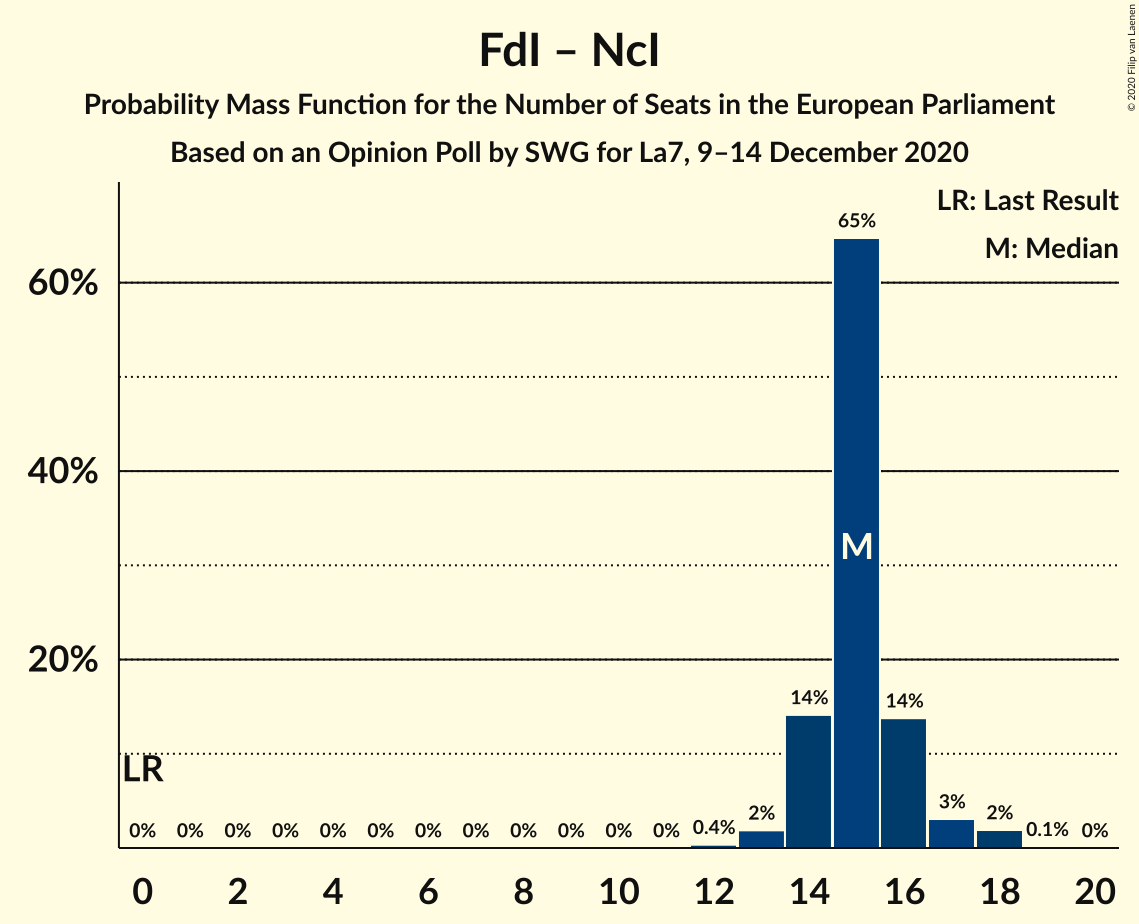 FdI – NcI
Probability Mass Function for the Number of Seats in the European Parliament
Based on an Opinion Poll by SWG for La7, 9–14 December 2020
© 2020 Filip van Laenen
LR: Last Result
M: Median
65%
60%
40%
M
20%
14%
14%
LR
0% 0% 0% 0% 0% 0% 0% 0% 0% 0% 0% 0% 0.4% 2% 3% 2% 0.1% 0%
0 2 4 6 8 10 12 14 16 18 20